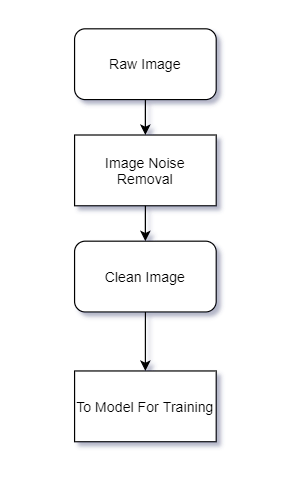 Raw Image
Image Noise
Removal
Clean Image
To Model For Training